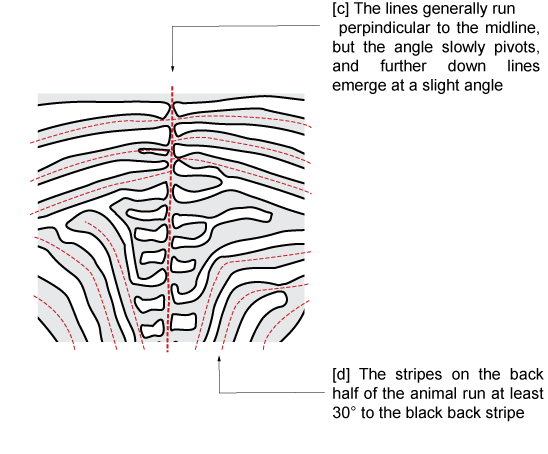 [c] The lines generally run
perpindicular to the midline,
but the angle slowly pivots,
and further down lines
emerge at a slight angle
[d] The stripes on the back
half of the animal run at least
30° to the black back stripe